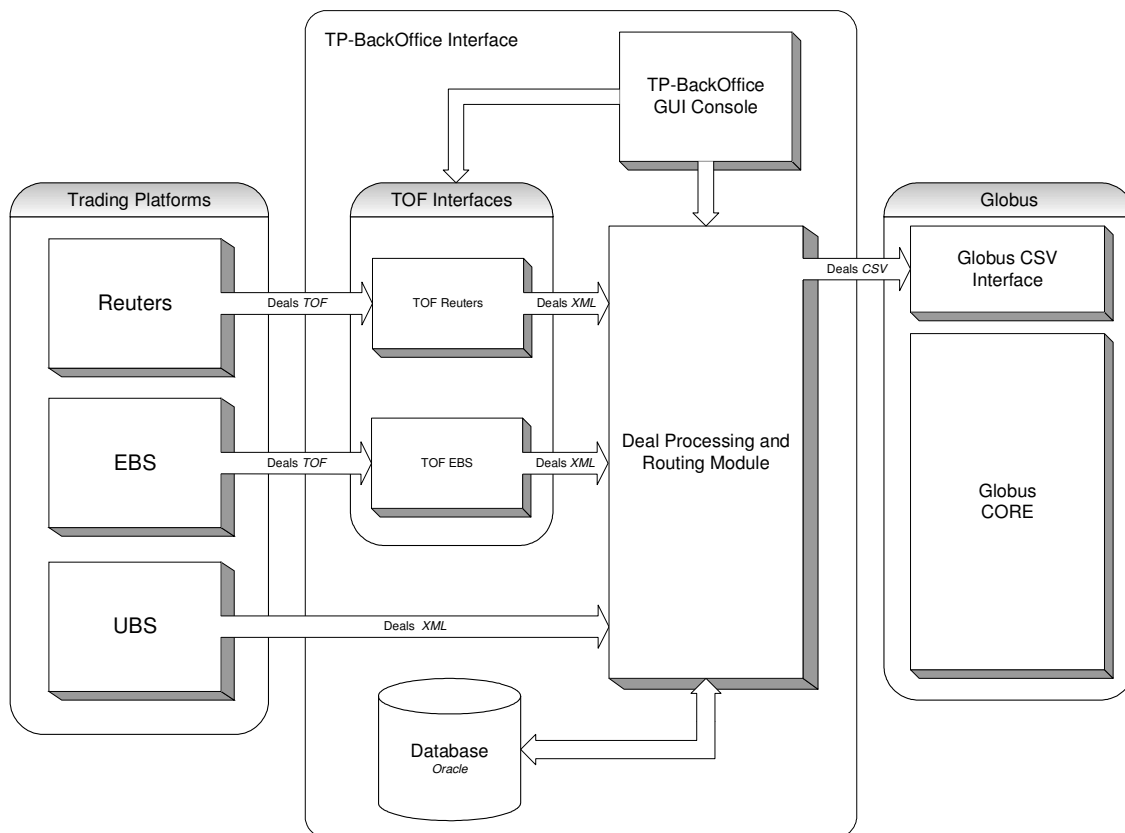 TP-BackOffice Interface
TP-BackOffice
GUI Console
Trading Platforms
TOF Interfaces
Globus
Reuters
Deals TOF
TOF Reuters
Deals XML
Deals CSV
Globus CSV
Interface
EBS
Deals TOF
TOF EBS
Deals XML
Deal Processing and
Routing Module
Globus
CORE
UBS
Deals XML
Database
Oracle